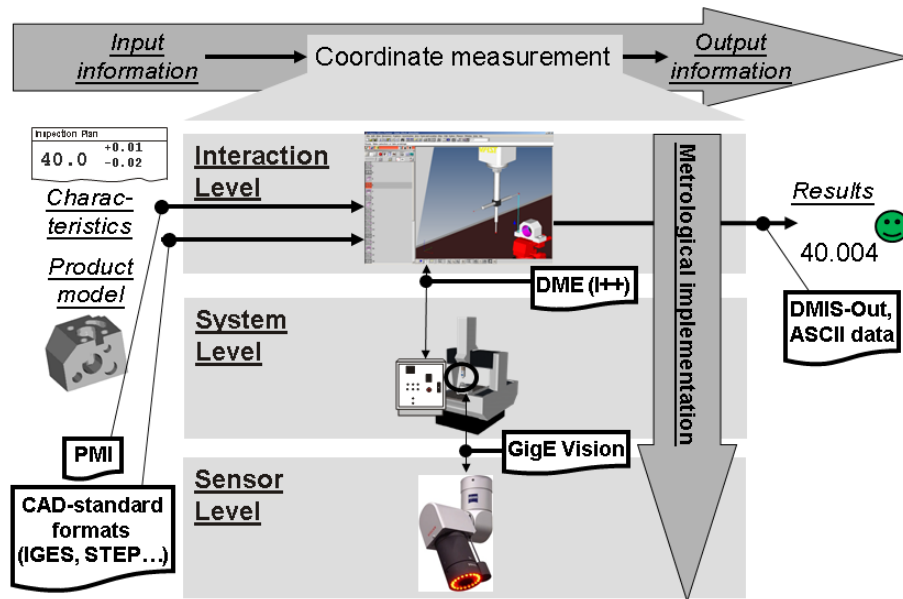 Input
information
Coordinate measurement
Output
information
Inspection Plan
40.0
+0.01
-0.02
Charac-
teristics
Product
model
PMI
CAD-standard
formats
(IGES, STEP…)
Interaction
Level
DME (I++)
System
Level
GigE Vision
Sensor
Level
Metrological implementation
Results
40.004
DMIS-Out,
ASCII data